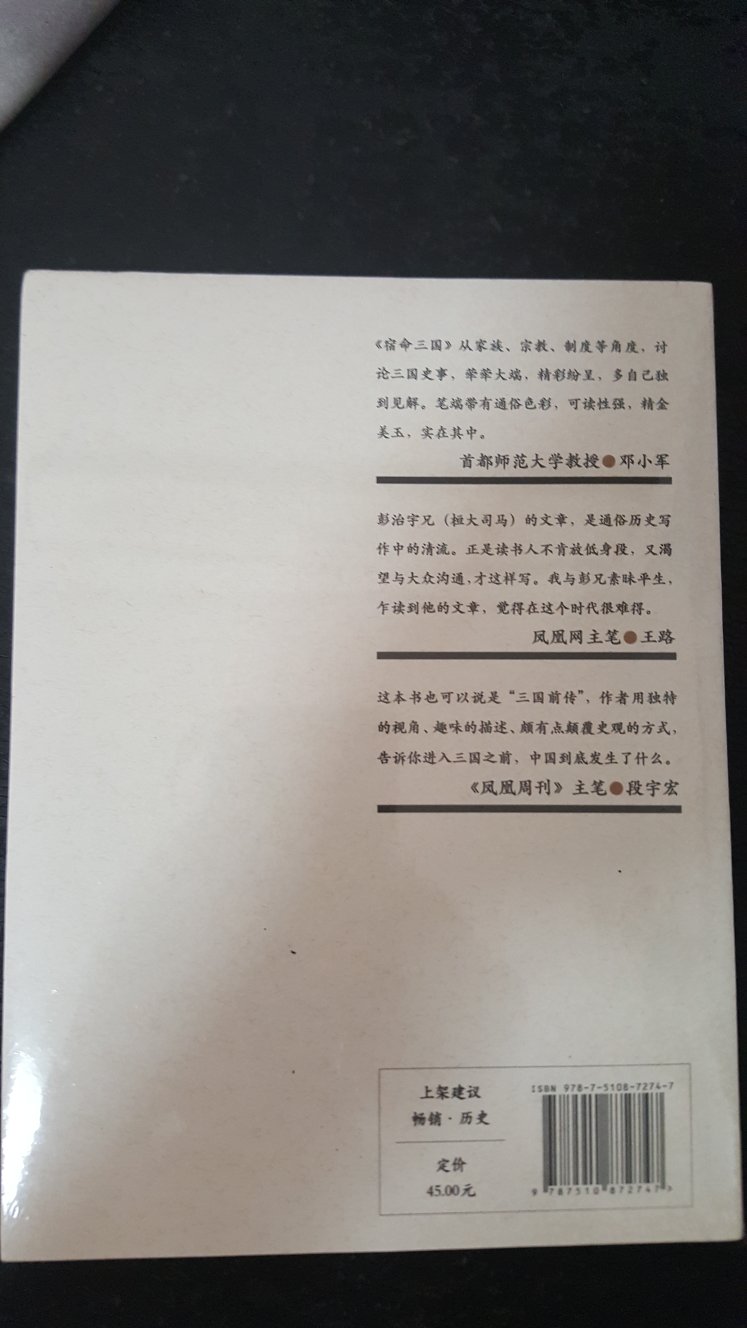 《宿命三国》从家族、宗教、制度等角度，讨
论三国史事，荦荦大端，精彩纷呈，多自己独
到见解。笔端带有通俗色彩，可读性强，精金
美玉，实在其中。
首都师范大学教授●邓小军
彭治宇兄（桓大司马）的文章，是通俗历史写
作中的清流。正是读书人不肯放低身段，又渴
望与大众沟通，才这样写。我与彭兄素昧平生，
乍读到他的文章，觉得在这个时代很难得。
凤凰网主笔●王路
这本书也可以说是“三国前传”，作者用独特
的视角、趣味的描述、颇有点颠覆史观的方式，
告诉你进入三国之前，中国到底发生了什么。
《凤凰周刊》主笔●段宇宏
上架建议
畅销·历史
定价
45.00元
ISBN 978-7-5108-7274-7
9 787510 872747 >